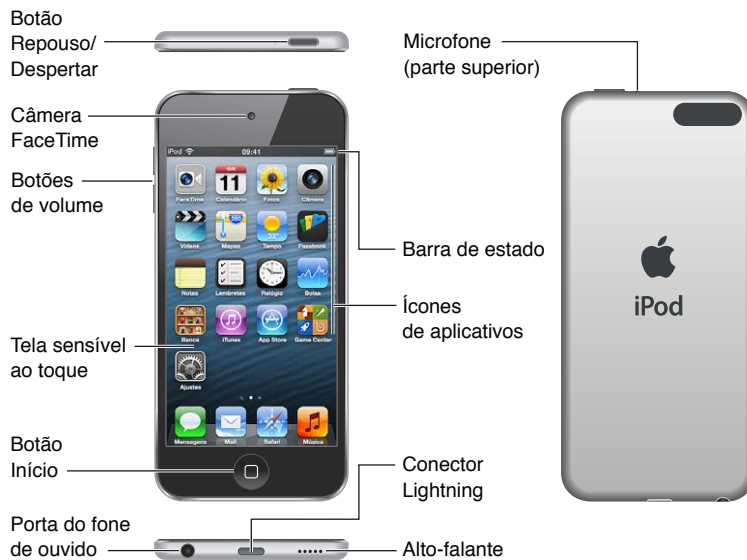 Botão
Repouso/
Despertar
Câmera
FaceTime
Botões
de volume
Tela sensível
ao toque
Botão
Início
Porta do fone
de ouvido
iPod 09:41
11
FaceTime Calendário Fotos Câmera
280
23°
Vídeos Mapas Tempo Passbook
Notas Lembretes Relógio Bolsa
Banca iTunes App Store Game Center
Ajustes
Mensagens Mail Safari Música
Microfone
(parte superior)
Barra de estado
Ícones
de aplicativos
Conector
Lightning
Alto-falante
iPod